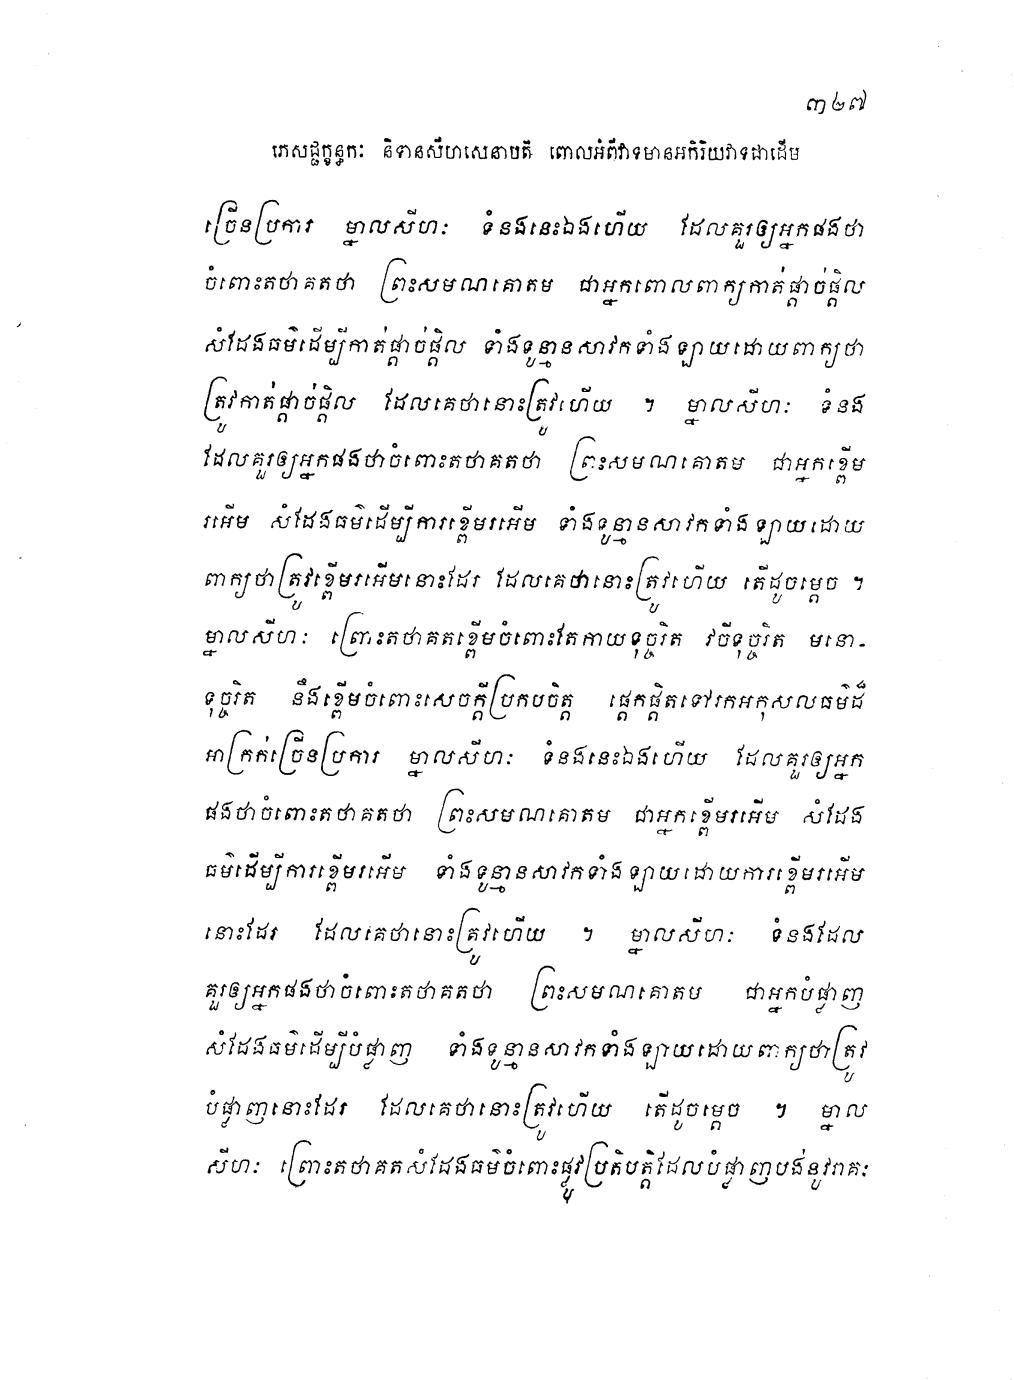 ៣២៧
ភេសជ្ជក្ខន្ធកៈ និទានសីហសេនាបតី ពោលអំពីវាទមានអកិរិយវាទជាដើម
ច្រើនប្រការ ម្នាលសីហៈ ទំនងនេះឯងហើយ ដែលគួរឲ្យអ្នកផងថា
ចំពោះតថាគតថា ព្រះសមណគោតម ជាអ្នកពោលពាក្យកាត់ផ្តាច់ផ្តិល
សំដែងធម៌ដើម្បីកាត់ផ្តាច់ផ្តិល ទាំងទូន្មានសាវកទាំងឡាយដោយពាក្យថា
ត្រូវកាត់ផ្តាច់ផ្តិល ដែលគេថានោះត្រូវហើយ ។ ម្នាលសីហៈ ទំនង
ដែលគួរឲ្យអ្នកផងថាចំពោះតថាគតថា ព្រះសមណគោតម ជាអ្នកខ្ពើម
រអើម សំដែងធម៌ដើម្បីការខ្ពើមរអើម ទាំងទូន្មានសាវកទាំងឡាយដោយ
ពាក្យថាត្រូវខ្ពើមរអើមនោះដែរ ដែលគេថានោះត្រូវហើយ តើដូចម្តេច ។
ម្នាលសីហៈ ព្រោះតថាគតខ្ពើមចំពោះតែកាយទុច្ចរិត វចីទុច្ចរិត មនោ-
ទុច្ចរិត នឹងខ្ពើមចំពោះសេចក្តីប្រកបចិត្ត ផ្តេកផ្តិតទៅរកអកុសលធម៌ដ៏
អាក្រក់ច្រើនប្រការ ម្នាលសីហៈ ទំនងនេះឯងហើយ ដែលគួរឲ្យអ្នក
ផងថាចំពោះតថាគតថា ព្រះសមណគោតម ជាអ្នកខ្ពើមរអើម សំដែង
ធម៌ដើម្បីការខ្ពើមរអើម ទាំងទូន្មានសាវកទាំងឡាយដោយការខ្ពើមរអើម
នោះដែរ ដែលគេថានោះត្រូវហើយ ។ ម្នាលសីហៈ ទំនងដែល
គួរឲ្យអ្នកផងថាចំពោះតថាគតថា ព្រះសមណគោតម ជាអ្នកបំផ្លាញ
សំដែងធម៌ដើម្បីបំផ្លាញ ទាំងទូន្មានសាវកទាំងឡាយដោយពាក្យថាត្រូវ
បំផ្លាញនោះដែរ ដែលគេថានោះត្រូវហើយ តើដូចម្តេច ។ ម្នាល
សីហៈ ព្រោះតថាគតសំដែងធម៌ចំពោះផ្លូវប្រតិបត្តិដែលបំផ្លាញបង់នូវរាគៈ